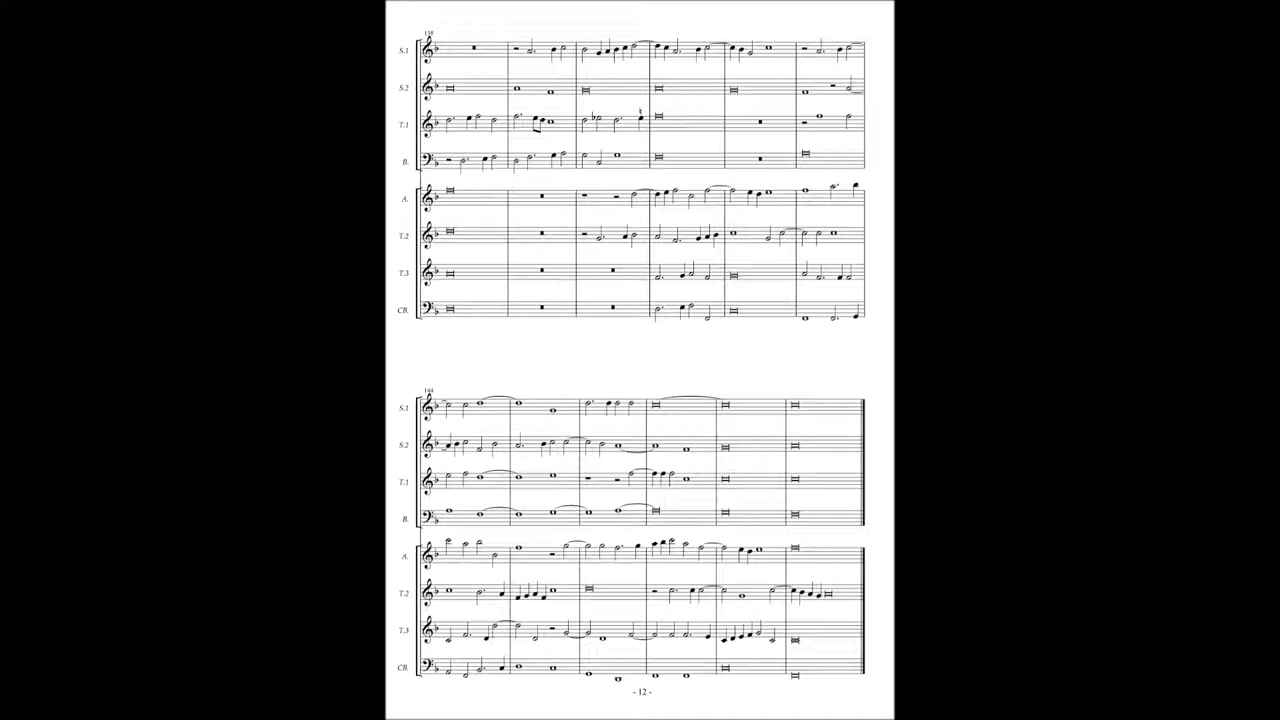 138
S.1
S.2
T.1
B.
A.
T.2
T.3
CB.
144
S.1
S.2
T.1
B.
A.
T.2
T.3
CB.
- 12 -